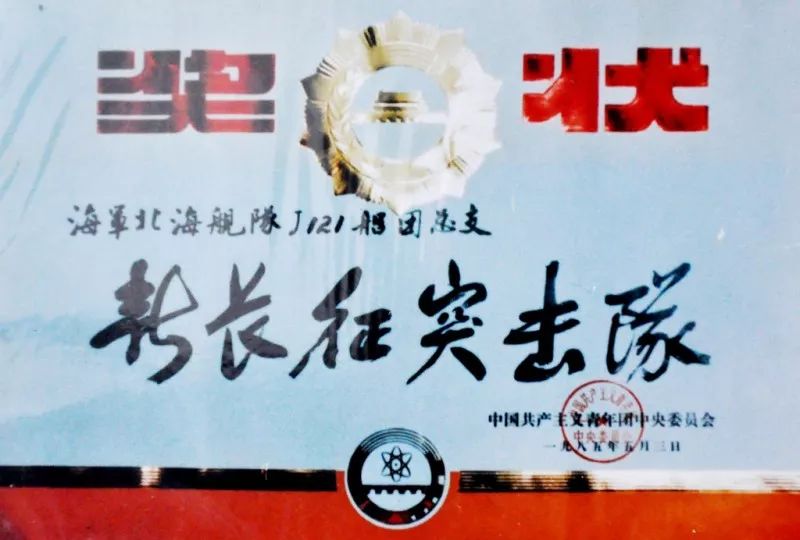 奖状
海军北海舰队J121船团总支
新长征突击队
中国共产主义青年团中央委员会
一九八五年五月三日